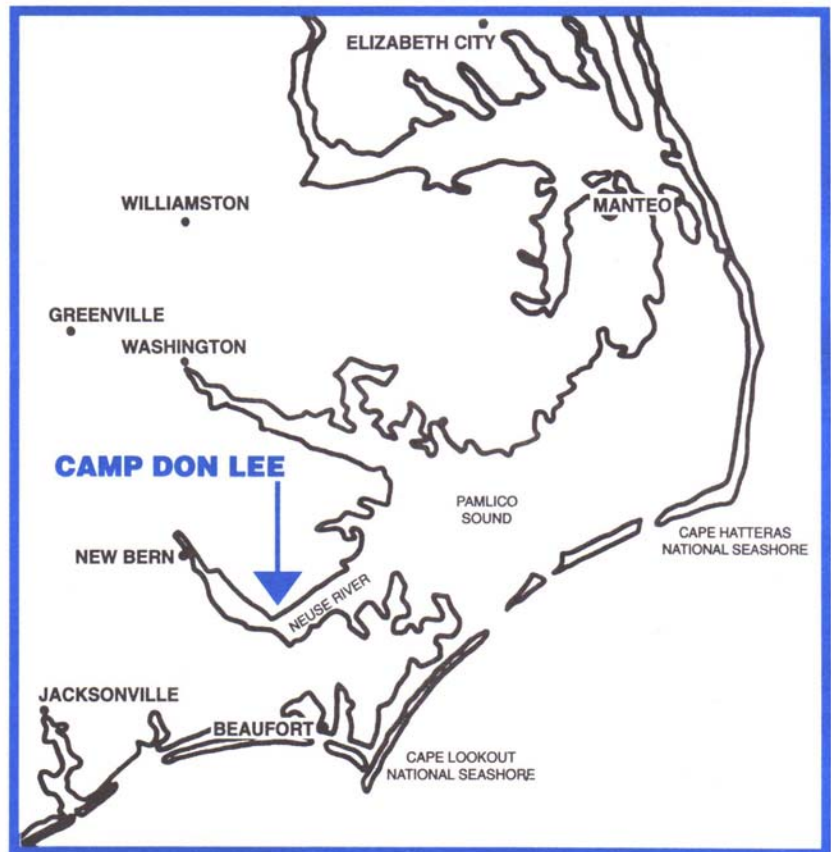 ELIZABETH CITY
WILLIAMSTON
MANTEO
GREENVILLE
WASHINGTON
CAMP DON LEE
PAMLICO
SOUND
CAPE HATTERAS
NATIONAL SEASHORE
NEW BERN
NEUSE RIVER
JACKSONVILLE
BEAUFORT
CAPE LOOKOUT
NATIONAL SEASHORE